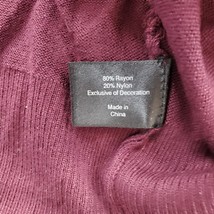 80% Rayon
20% Nylon
Exclusive of Decoration
Made in
China